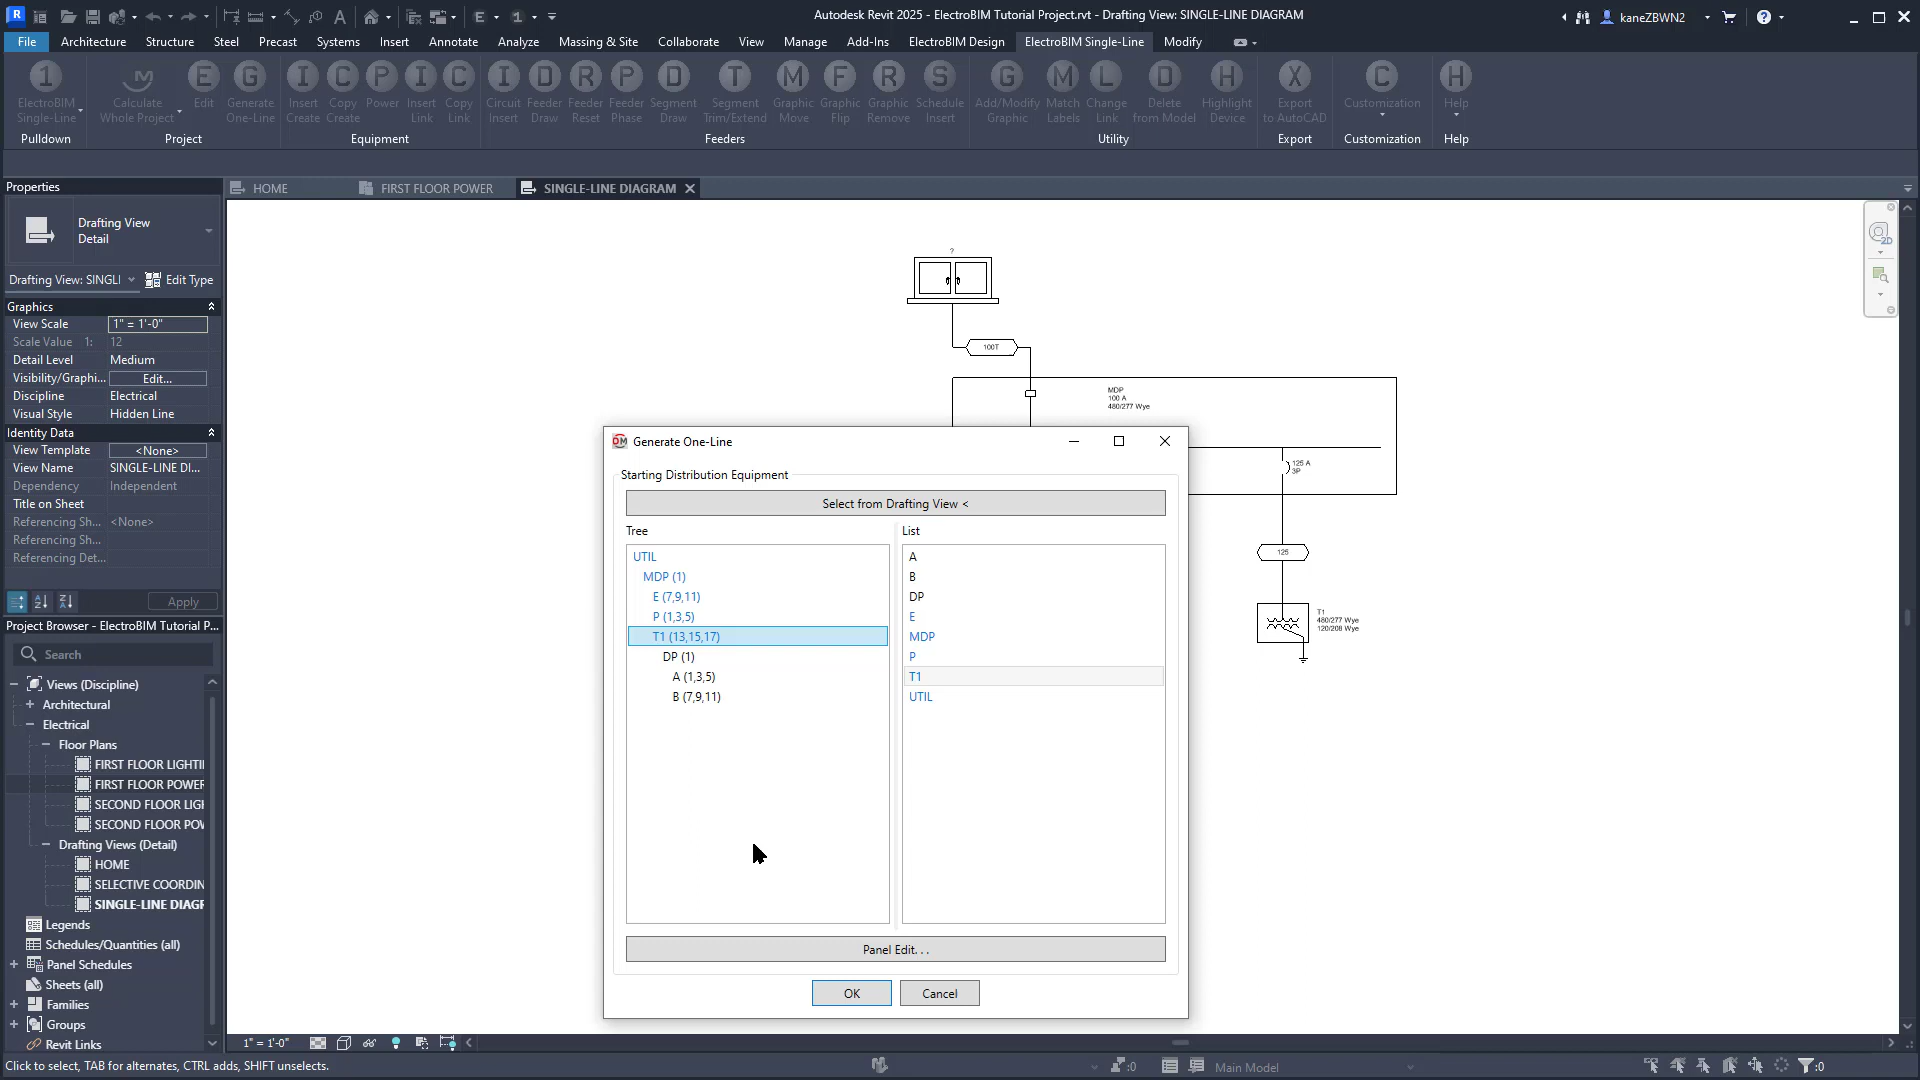 Autodesk Revit 2025 - ElectroBIM Tutorial Project.rvt - Drafting View: SINGLE-LINE DIAGRAM
kaneZBWN2
File Architecture Structure Steel Precast Systems Insert Annotate Analyze Massing & Site Collaborate View Manage Add-Ins ElectroBIM Design ElectroBIM Single-Line Modify
ElectroBIM Single-Line
Calculate Whole Project
Edit
Generate One-Line
Insert Create
Copy Create
Power
Insert Link
Copy Link
Circuit Insert
Feeder Draw
Feeder Reset
Feeder Phase
Segment Draw
Segment Trim/Extend
Graphic Move
Graphic Flip
Graphic Remove
Schedule Insert
Add/Modify Graphic
Match Labels
Change Link
Delete from Model
Highlight Device
Export to AutoCAD
Customization
Help
Pulldown Project Equipment Feeders Utility Export Customization Help
Properties
HOME
FIRST FLOOR POWER
SINGLE-LINE DIAGRAM
Drafting View
Detail
Drafting View: SINGLI
Edit Type
Graphics
View Scale 1" = 1'-0"
Scale Value 1: 12
Detail Level Medium
Visibility/Graphi... Edit...
Discipline Electrical
Visual Style Hidden Line
Identity Data
View Template <None>
View Name SINGLE-LINE DI...
Dependency Independent
Title on Sheet
Referencing Sh... <None>
Referencing Sh...
Referencing Det...
Apply
Project Browser - ElectroBIM Tutorial P...
Search
Views (Discipline)
Architectural
Electrical
Floor Plans
FIRST FLOOR LIGHTI
FIRST FLOOR POWER
SECOND FLOOR LIGH
SECOND FLOOR POW
Drafting Views (Detail)
HOME
SELECTIVE COORDIN
SINGLE-LINE DIAGR
Legends
Schedules/Quantities (all)
Panel Schedules
Sheets (all)
Families
Groups
Revit Links
?
100T
MDP
100 A
480/277 Wye
125 A
3P
125
T1
480/277 Wye
120/208 Wye
Generate One-Line
Starting Distribution Equipment
Select from Drafting View <
Tree
UTIL
MDP (1)
E (7,9,11)
P (1,3,5)
T1 (13,15,17)
DP (1)
A (1,3,5)
B (7,9,11)
List
A
B
DP
E
MDP
P
T1
UTIL
Panel Edit. . .
OK
Cancel
1" = 1'-0"
Click to select, TAB for alternates, CTRL adds, SHIFT unselects.
:0
Main Model
:0